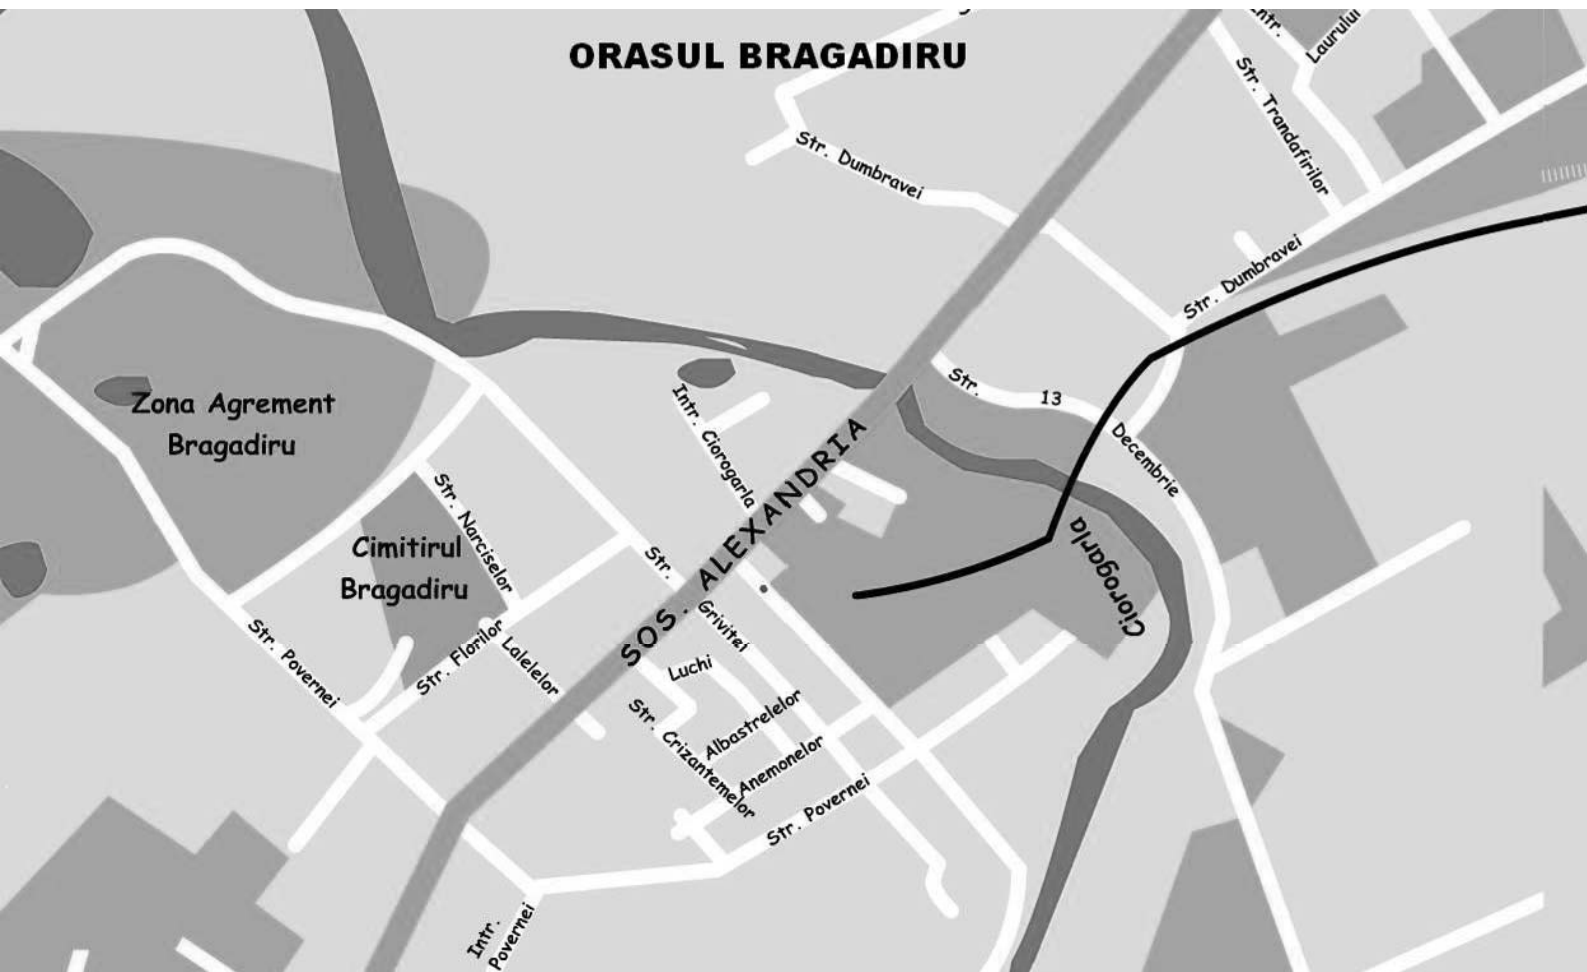 ORASUL BRAGADIRU
Intr.
Laurului
Str. Trandafirilor
Str. Dumbravei
Str. Dumbravei
Zona Agrement
Bragadiru
Str. 13 Decembrie
Intr. Ciorogarla
SOS. ALEXANDRIA
Str. Narciselor
Cimitirul
Bragadiru
Ciorogarla
Str. Grivitei
Str. Povernei
Str. Florilor
Lalelelor
Luchi
Albastrelelor
Str. Crizantemelor
Anemonelor
Str. Povernei
Intr.
Povernei